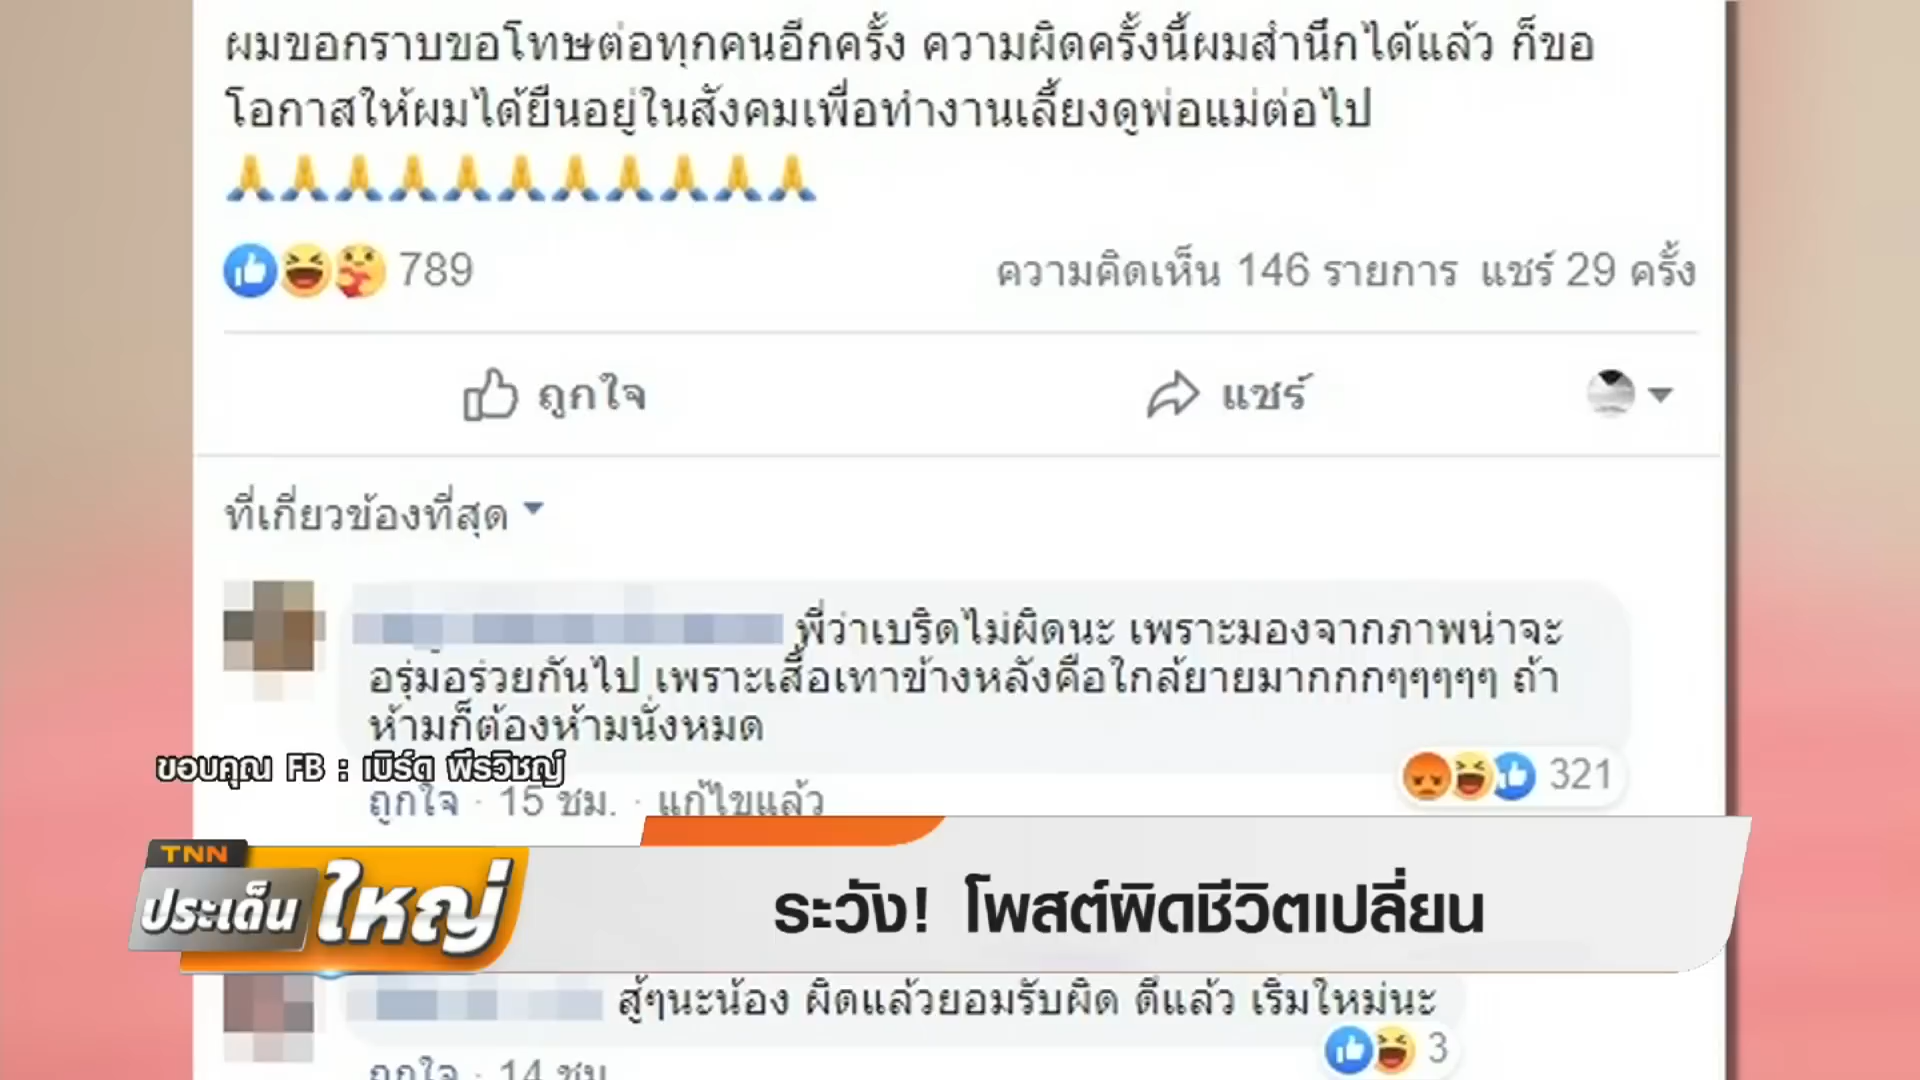 ผมขอกราบขอโทษต่อทุกคนอีกครั้ง ความผิดครั้งนี้ผมสำนึกได้แล้ว ก็ขอ
โอกาสให้ผมได้ยืนอยู่ในสังคมเพื่อทำงานเลี้ยงดูพ่อแม่ต่อไป
🙏🙏🙏🙏🙏🙏🙏🙏🙏🙏🙏
789 ความคิดเห็น 146 รายการ แชร์ 29 ครั้ง
ถูกใจ แชร์
ที่เกี่ยวข้องที่สุด
พี่ว่าเบริดไม่ผิดนะ เพราะมองจากภาพน่าจะ
อรุ่มอร่วยกันไป เพราะเสื้อเทาข้างหลังคือใกล้ยายมากกกๆๆๆๆๆ ถ้า
ห้ามก็ต้องห้ามนั่งหมด
321
ขอบคุณ FB : เบิร์ด พีรวิชญ์
ถูกใจ · 15 ชม. · แก้ไขแล้ว
TNN
ประเด็นใหญ่
ระวัง! โพสต์ผิดชีวิตเปลี่ยน
สู้ๆนะน้อง ผิดแล้วยอมรับผิด ดีแล้ว เริ่มใหม่นะ
3
ถูกใจ · 14 ชม.